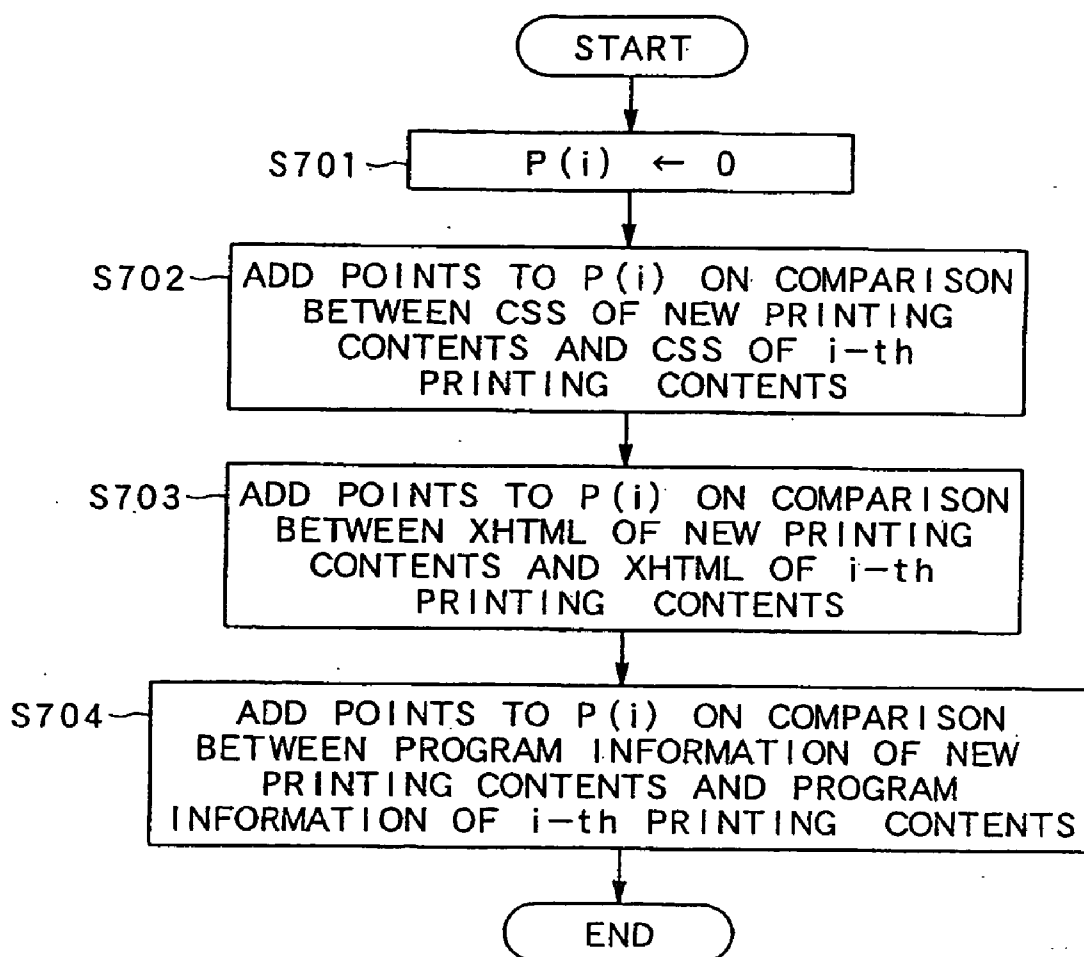 START
S701
P(i) ← 0
S702
ADD POINTS TO P(i) ON COMPARISON
BETWEEN CSS OF NEW PRINTING
CONTENTS AND CSS OF i-th
PRINTING CONTENTS
S703
ADD POINTS TO P(i) ON COMPARISON
BETWEEN XHTML OF NEW PRINTING
CONTENTS AND XHTML OF i-th
PRINTING CONTENTS
S704
ADD POINTS TO P(i) ON COMPARISON
BETWEEN PROGRAM INFORMATION OF NEW
PRINTING CONTENTS AND PROGRAM
INFORMATION OF i-th PRINTING CONTENTS
END